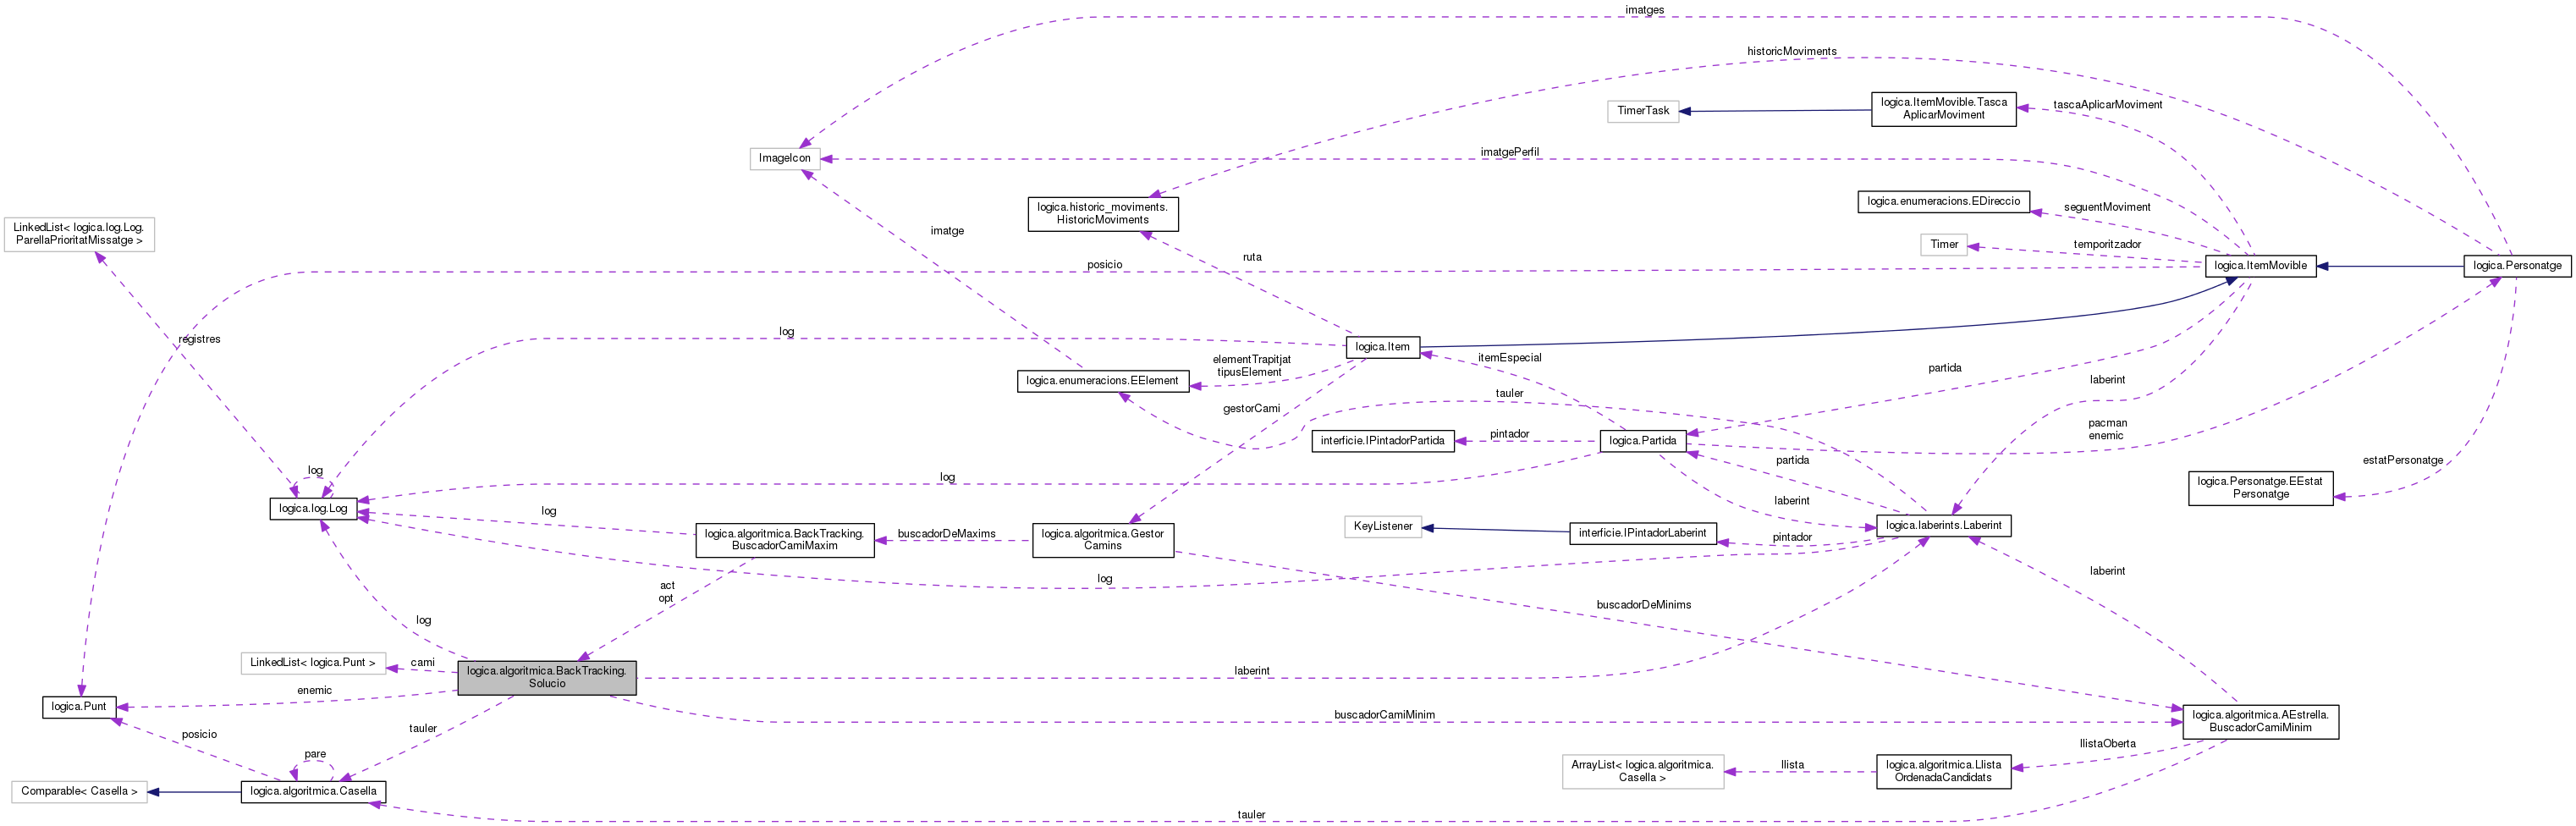 imatges
historicMoviments
logica.ItemMovible.Tasca
AplicarMoviment
TimerTask
tascaAplicarMoviment
ImageIcon
imatgePerfil
logica.historic_moviments.
HistoricMoviments
logica.enumeracions.EDireccio
seguentMoviment
LinkedList< logica.log.Log.
ParellaPrioritatMissatge >
imatge
Timer
temporitzador
ruta
posicio
logica.ItemMovible
logica.Personatge
registres
log
logica.Item
itemEspecial
elementTrapitjat
tipusElement
logica.enumeracions.EElement
partida
laberint
tauler
gestorCami
pacman
enemic
interficie.IPintadorPartida
pintador
logica.Partida
partida
estatPersonatge
log
log
logica.Personatge.EEstat
Personatge
laberint
logica.log.Log
log
logica.algoritmica.BackTracking.
BuscadorCamiMaxim
buscadorDeMaxims
logica.algoritmica.Gestor
Camins
KeyListener
interficie.IPintadorLaberint
pintador
logica.laberints.Laberint
act
opt
log
laberint
buscadorDeMinims
log
LinkedList< logica.Punt >
cami
logica.algoritmica.BackTracking.
Solucio
laberint
enemic
logica.Punt
buscadorCamiMinim
logica.algoritmica.AEstrella.
BuscadorCamiMinim
posicio
tauler
pare
llistaOberta
ArrayList< logica.algoritmica.
Casella >
llista
logica.algoritmica.Llista
OrdenadaCandidats
Comparable< Casella >
logica.algoritmica.Casella
tauler